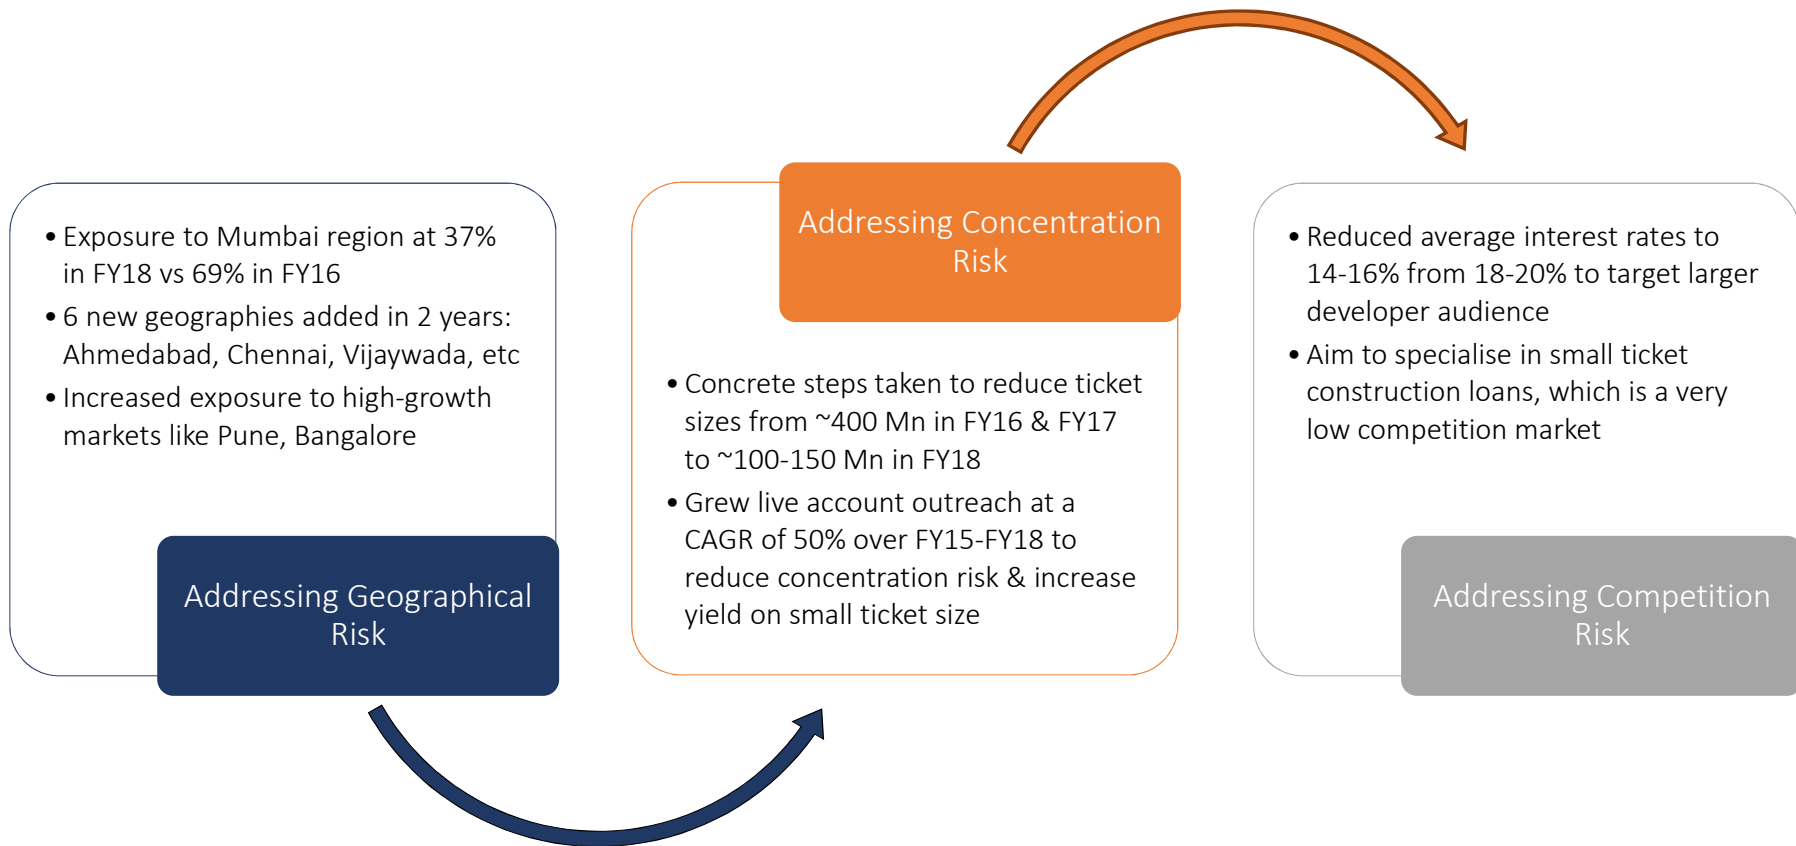 • Exposure to Mumbai region at 37%
in FY18 vs 69% in FY16
• 6 new geographies added in 2 years:
Ahmedabad, Chennai, Vijaywada, etc
• Increased exposure to high-growth
markets like Pune, Bangalore
Addressing Geographical
Risk
Addressing Concentration
Risk
• Concrete steps taken to reduce ticket
sizes from ~400 Mn in FY16 & FY17
to ~100-150 Mn in FY18
• Grew live account outreach at a
CAGR of 50% over FY15-FY18 to
reduce concentration risk & increase
yield on small ticket size
• Reduced average interest rates to
14-16% from 18-20% to target larger
developer audience
• Aim to specialise in small ticket
construction loans, which is a very
low competition market
Addressing Competition
Risk